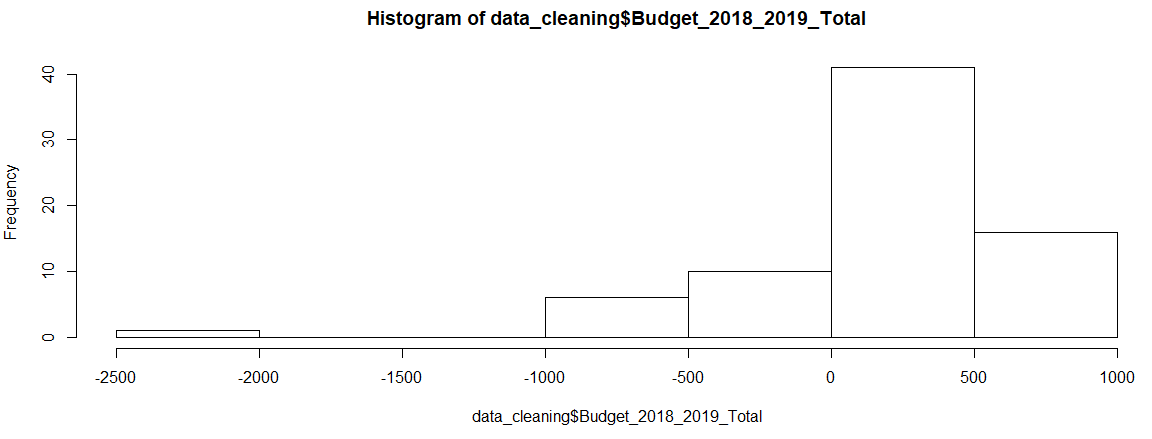 Histogram of data_cleaning$Budget_2018_2019_Total
Frequency
40
30
20
10
0
-2500 -2000 -1500 -1000 -500 0 500 1000
data_cleaning$Budget_2018_2019_Total